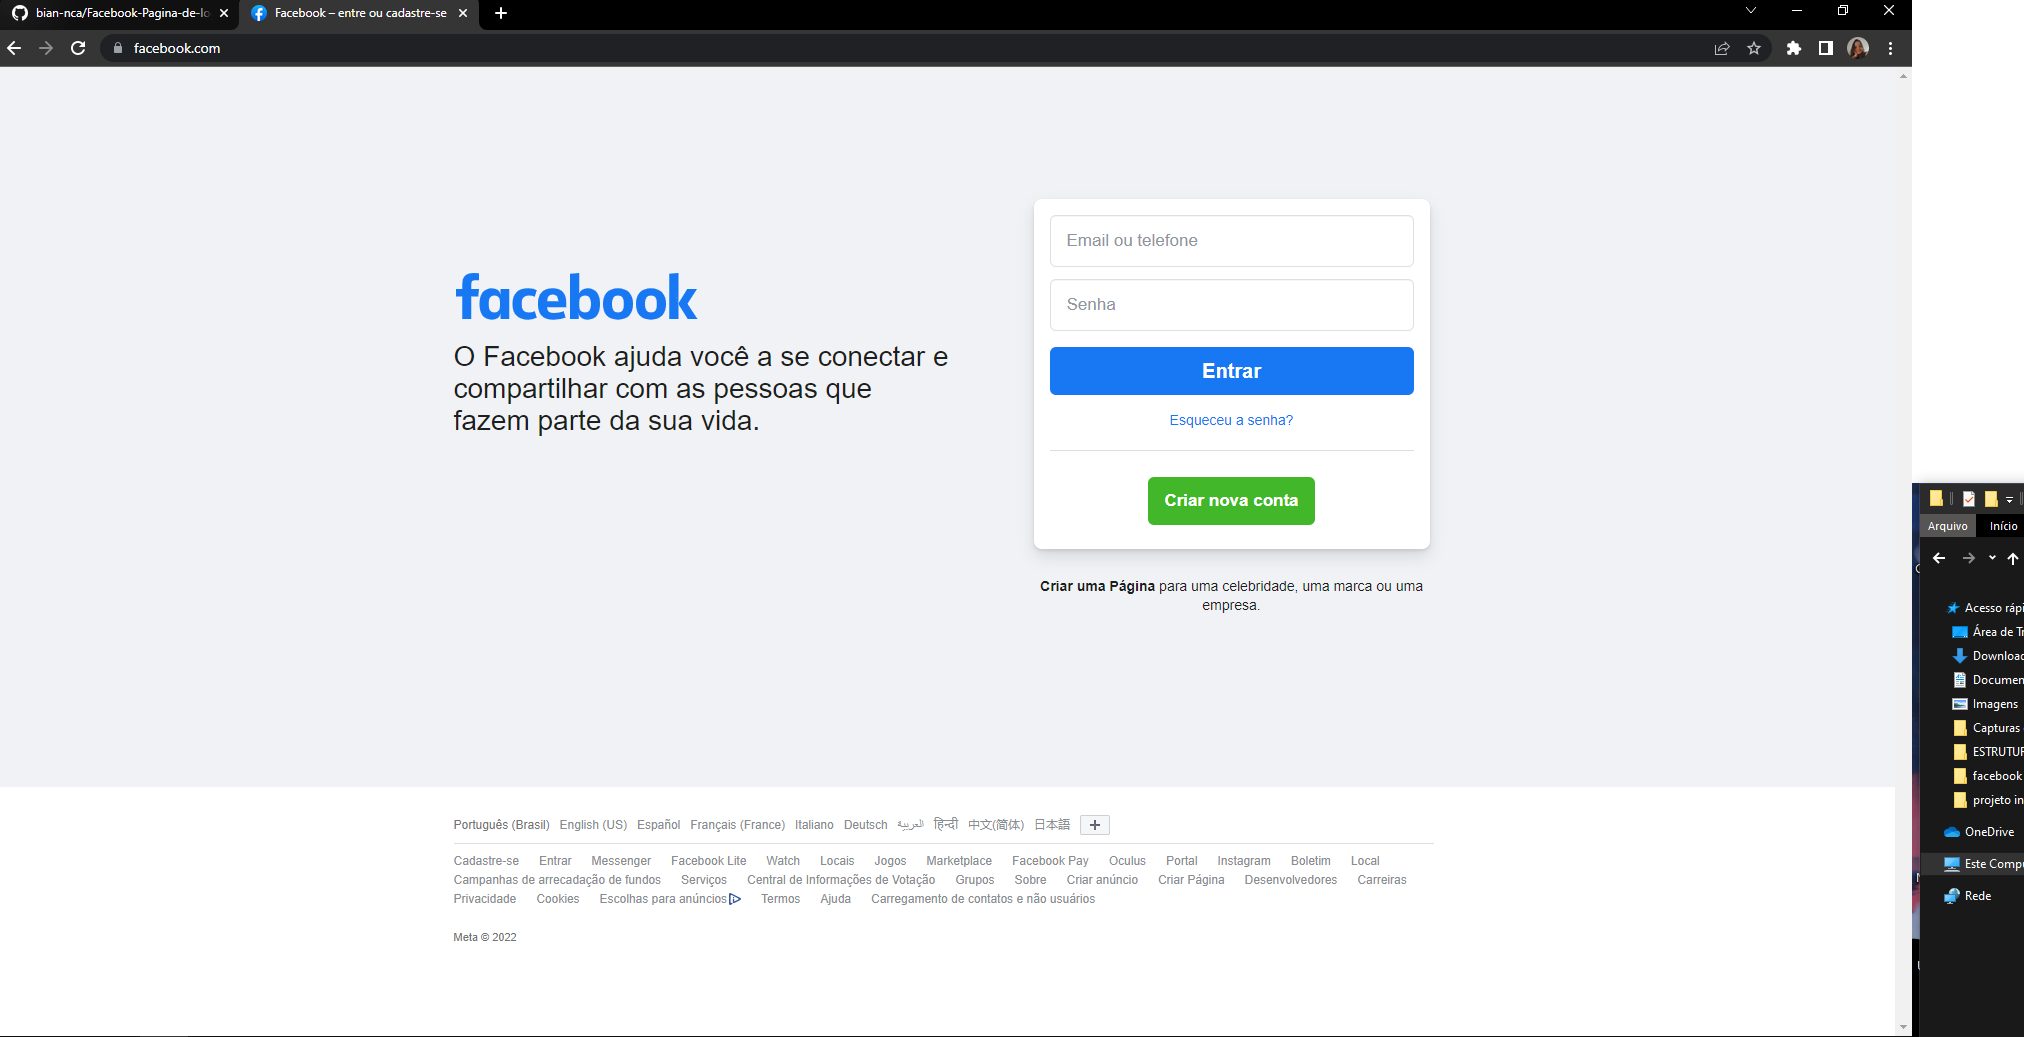 bian-nca/Facebook-Pagina-de-lo
Facebook – entre ou cadastre-se
facebook.com
facebook
O Facebook ajuda você a se conectar e
compartilhar com as pessoas que
fazem parte da sua vida.
Email ou telefone
Senha
Entrar
Esqueceu a senha?
Criar nova conta
Criar uma Página para uma celebridade, uma marca ou uma
empresa.
Português (Brasil) English (US) Español Français (France) Italiano Deutsch العربية हिन्दी 中文(简体) 日本語 +
Cadastre-se Entrar Messenger Facebook Lite Watch Locais Jogos Marketplace Facebook Pay Oculus Portal Instagram Boletim Local
Campanhas de arrecadação de fundos Serviços Central de Informações de Votação Grupos Sobre Criar anúncio Criar Página Desenvolvedores Carreiras
Privacidade Cookies Escolhas para anúncios Termos Ajuda Carregamento de contatos e não usuários
Meta © 2022
Arquivo Início
Acesso rápi
Área de Tr
Download
Documen
Imagens
Capturas
ESTRUTUR
facebook
projeto in
OneDrive
Este Compu
Rede